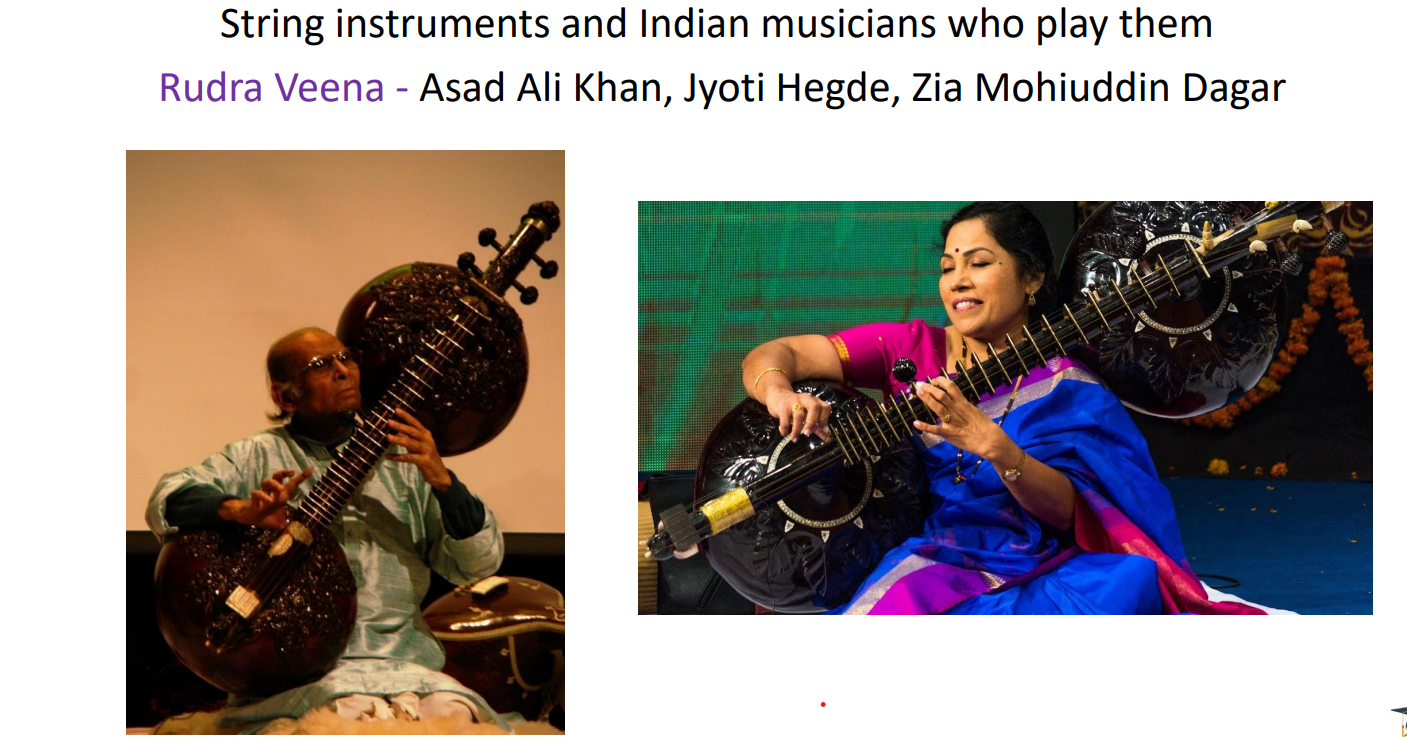 String instruments and Indian musicians who play them
Rudra Veena - Asad Ali Khan, Jyoti Hegde, Zia Mohiuddin Dagar